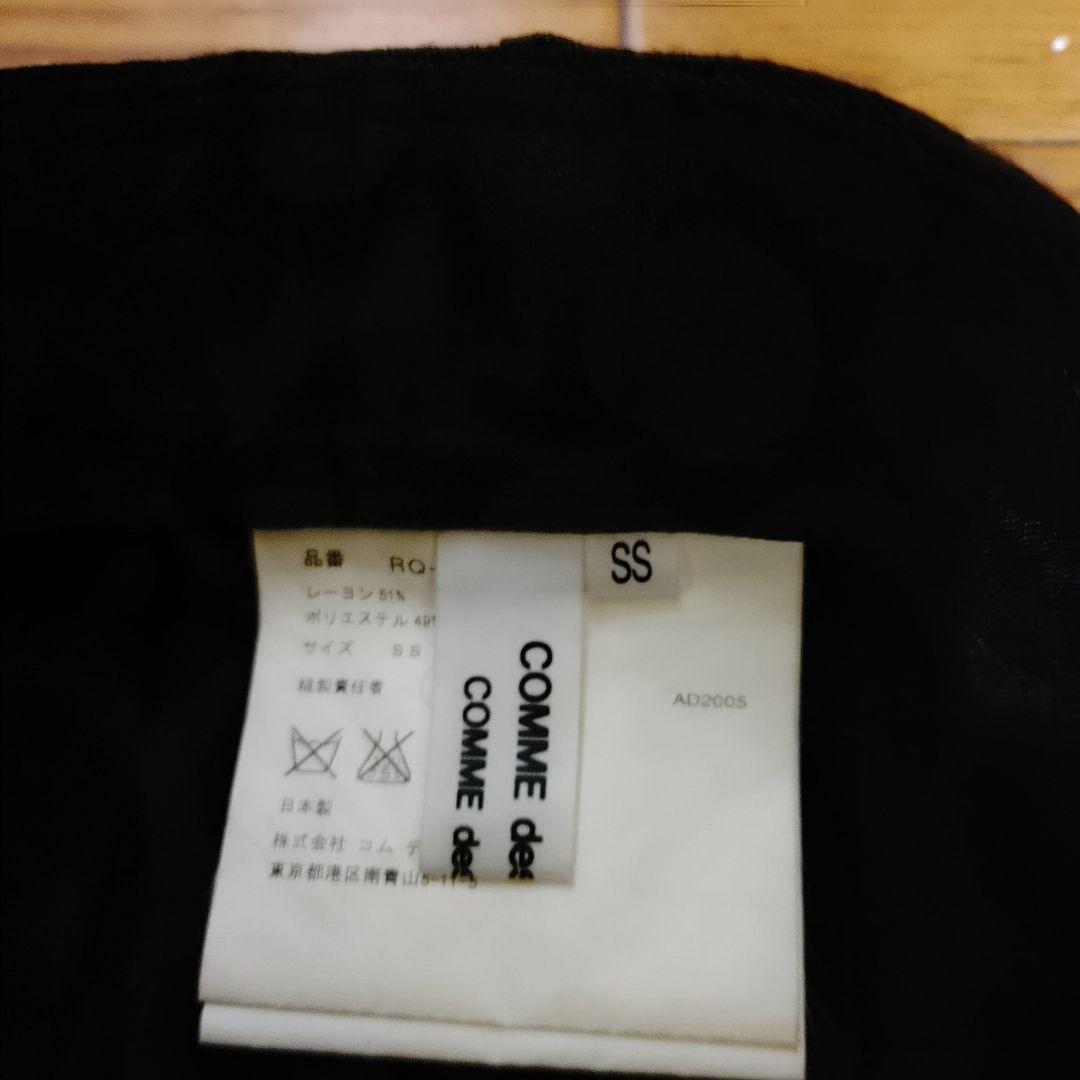 品番 RQ-
レーヨン 51%
ポリエステル 49%
サイズ SS
縫製責任者
日本製
株式会社 コム デ
東京都港区南青山5-11-5
COMME des
COMME des
SS
AD2005